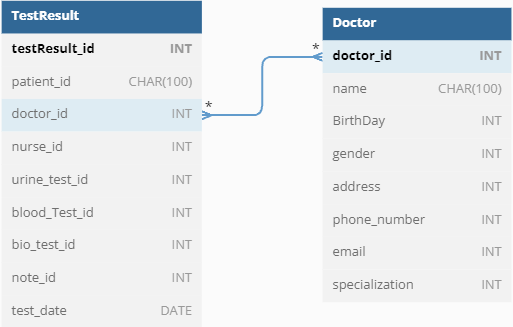 TestResult
testResult_id INT
patient_id CHAR(100)
doctor_id INT
nurse_id INT
urine_test_id INT
blood_Test_id INT
bio_test_id INT
note_id INT
test_date DATE
*
*
Doctor
doctor_id INT
name CHAR(100)
BirthDay INT
gender INT
address INT
phone_number INT
email INT
specialization INT